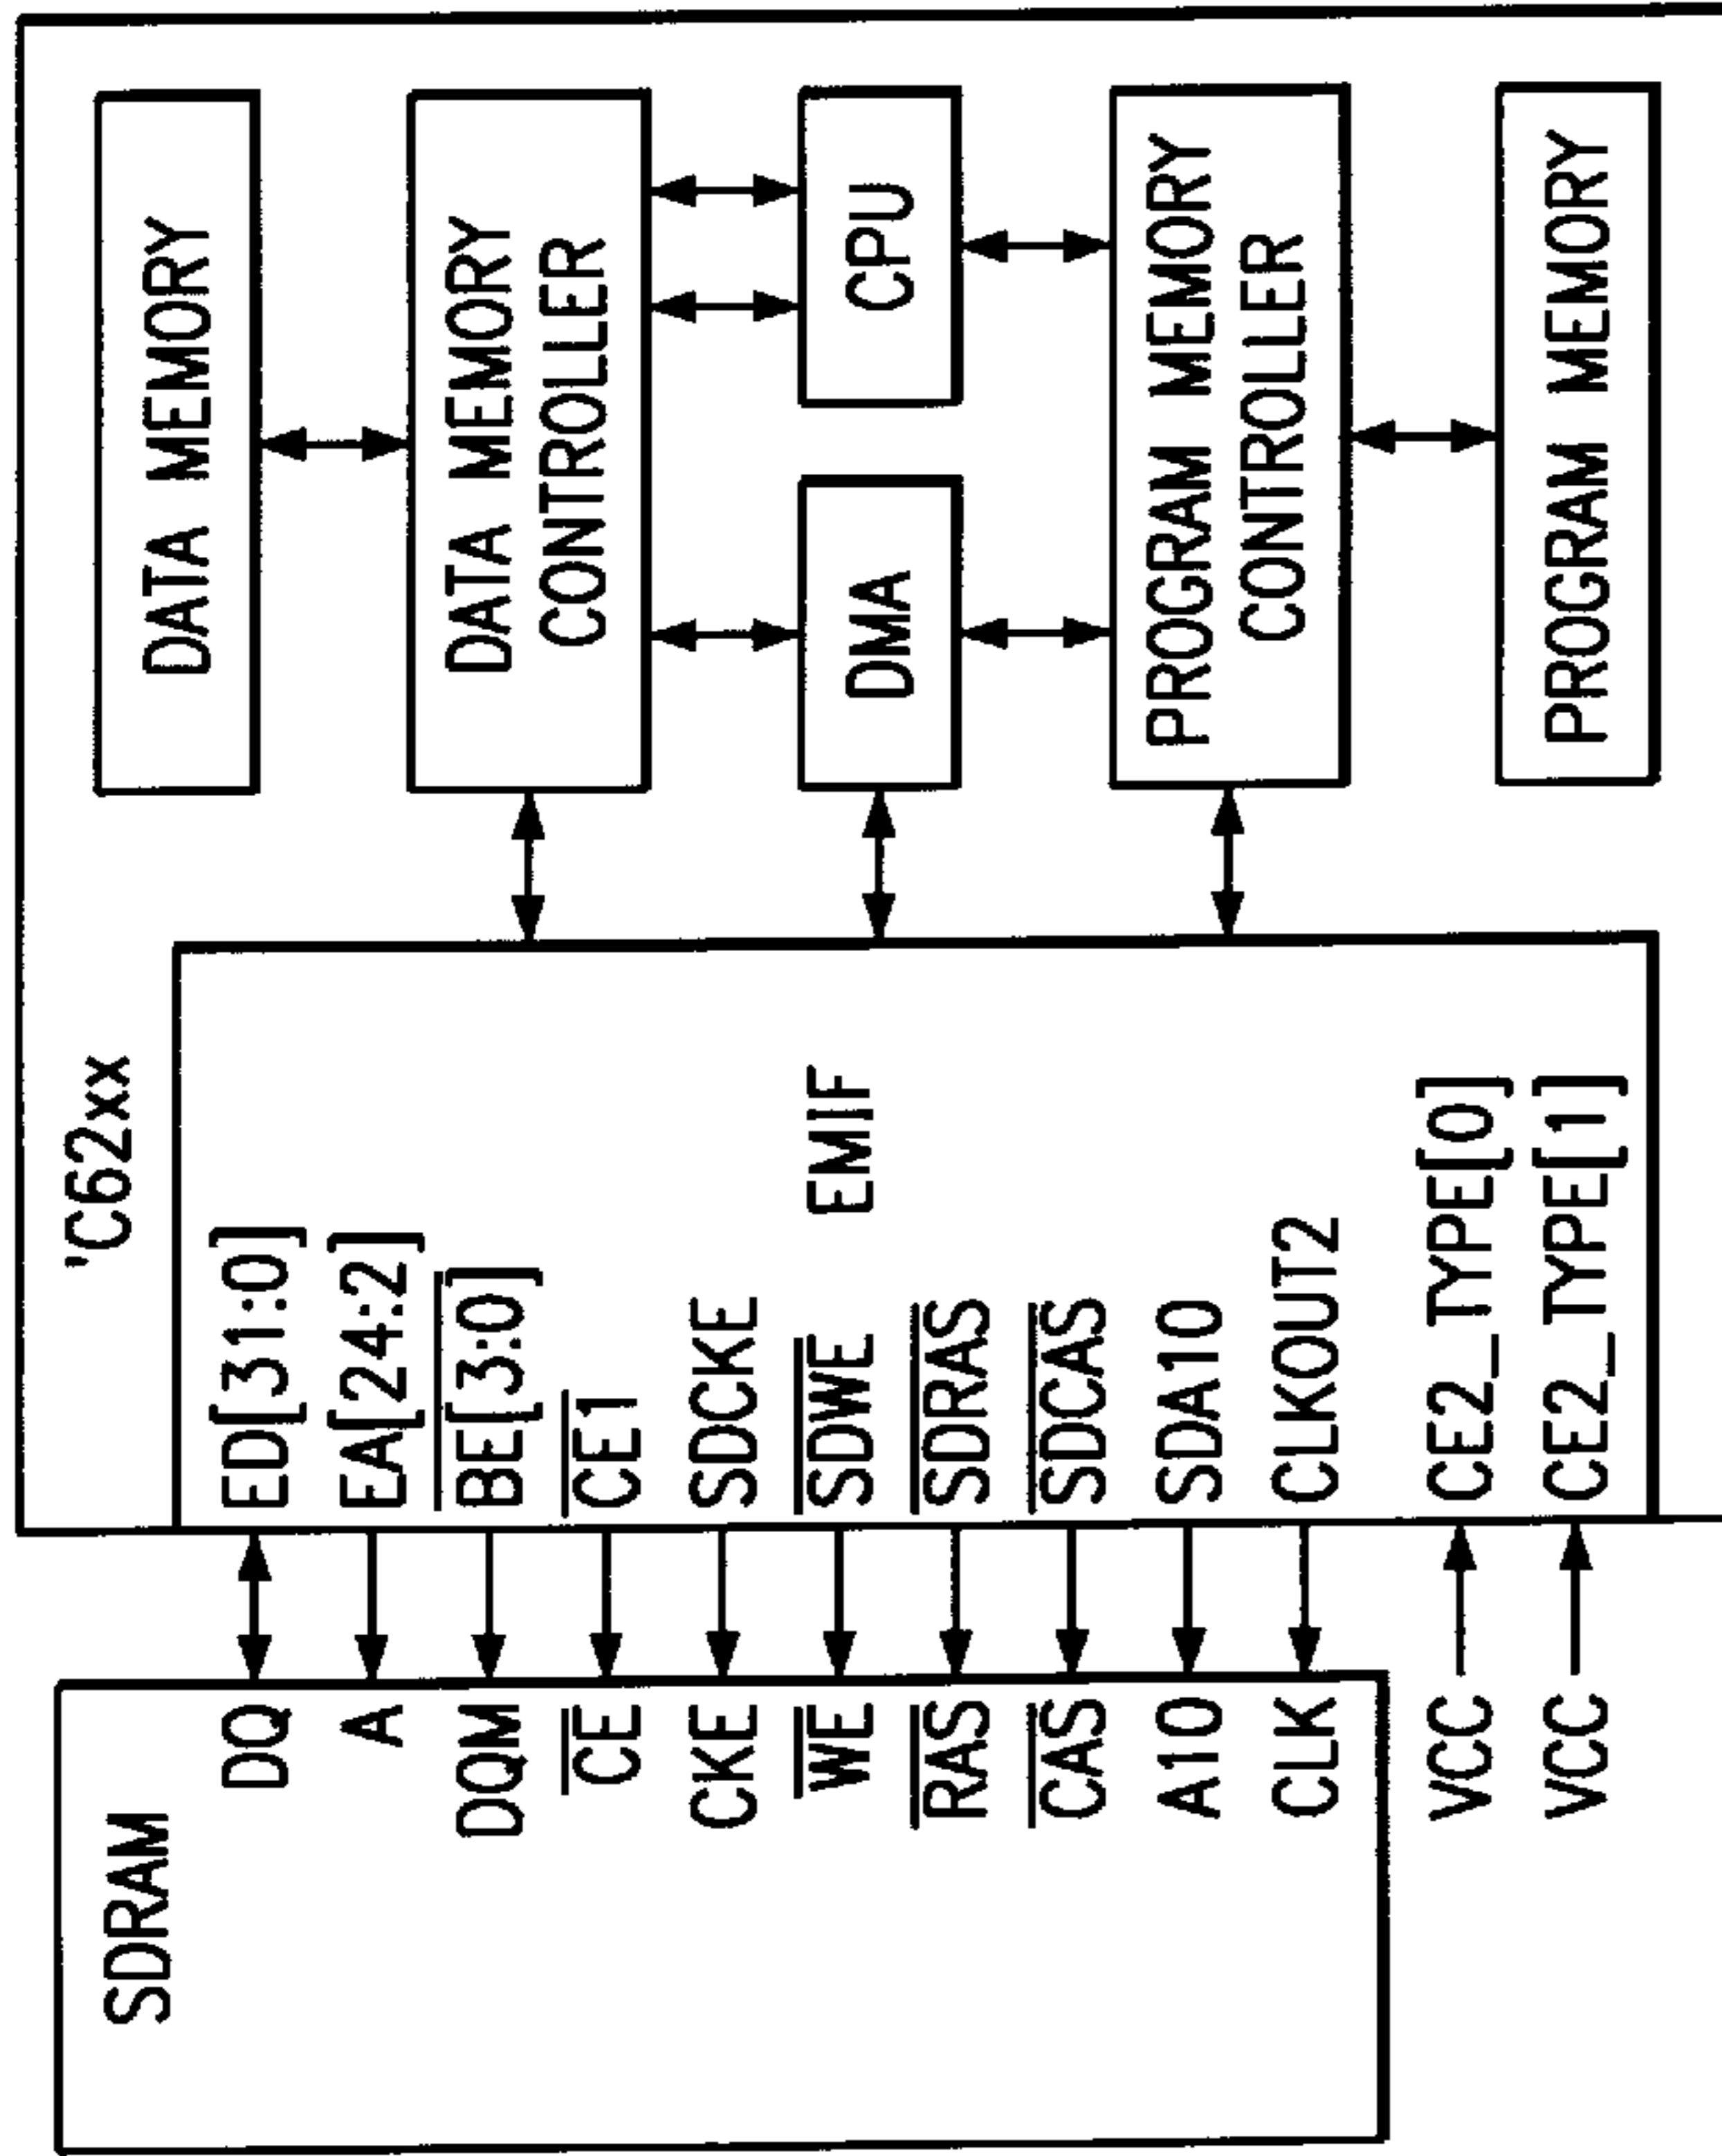 SDRAM
'C62xx
DQ
ED[31:0]
A
EA[24:2]
DQM
BE[3:0]
CE
CE1
CKE
SDCKE
WE
SDWE
EMIF
RAS
SDRAS
CAS
SDCAS
A10
SDA10
CLK
CLKOUT2
VCC
CE2_TYPE[0]
VCC
CE2_TYPE[1]
DATA MEMORY
DATA MEMORY
CONTROLLER
DMA
CPU
PROGRAM MEMORY
CONTROLLER
PROGRAM MEMORY